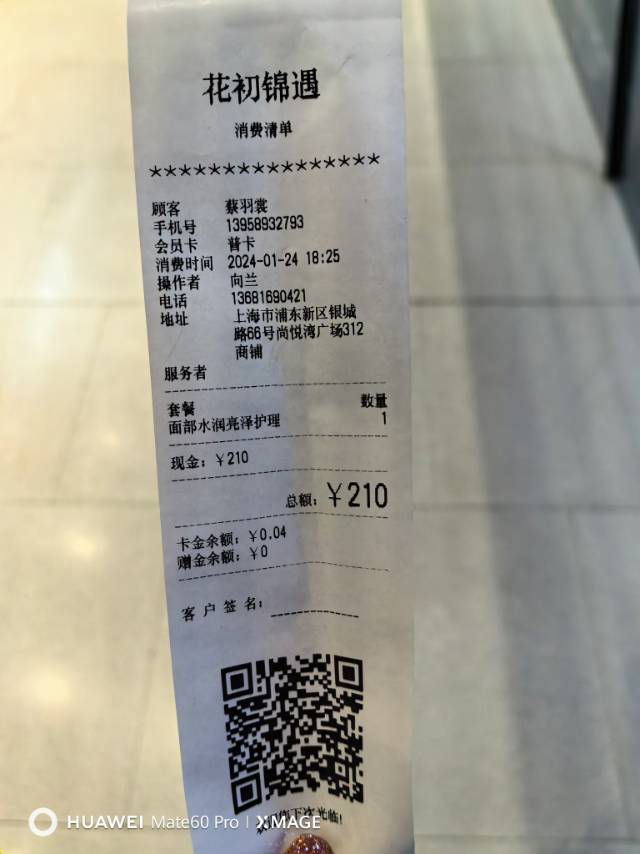 花初锦遇
消费清单
****************
顾客 蔡羽裳
手机号 13958932793
会员卡 普卡
消费时间 2024-01-24 18:25
操作者 向兰
电话 13681690421
地址 上海市浦东新区银城
路66号尚悦湾广场312
商铺
服务者
套餐 数量
面部水润亮泽护理 1
现金：￥210
总额：￥210
卡金余额：￥0.04
赠金余额：￥0
客 户 签 名：
下次光临!
HUAWEI Mate60 Pro | XMAGE